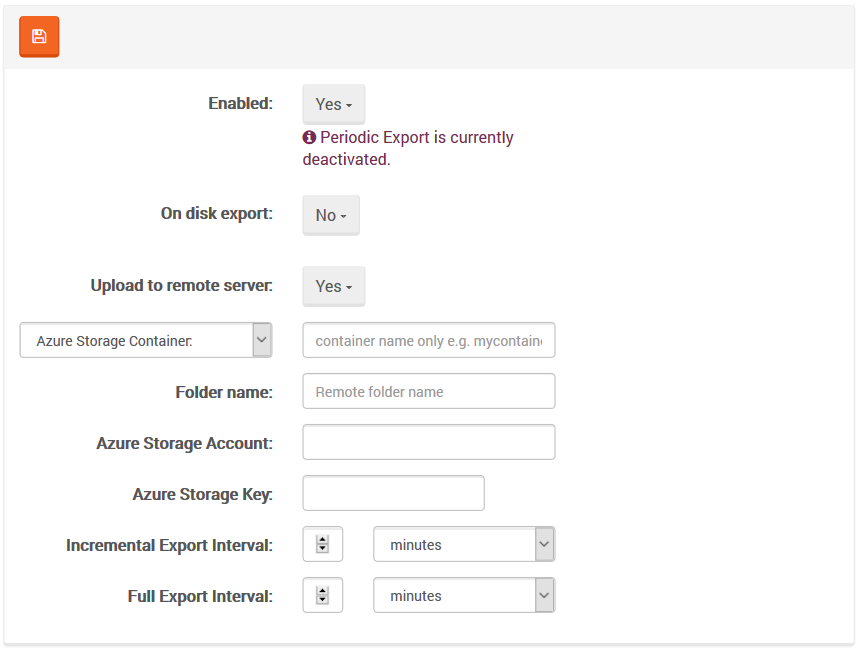 Enabled:
Yes
Periodic Export is currently
deactivated.
On disk export:
No
Upload to remote server:
Yes
Azure Storage Container:
container name only e.g. mycontaine
Folder name:
Remote folder name
Azure Storage Account:
Azure Storage Key:
Incremental Export Interval:
minutes
Full Export Interval:
minutes